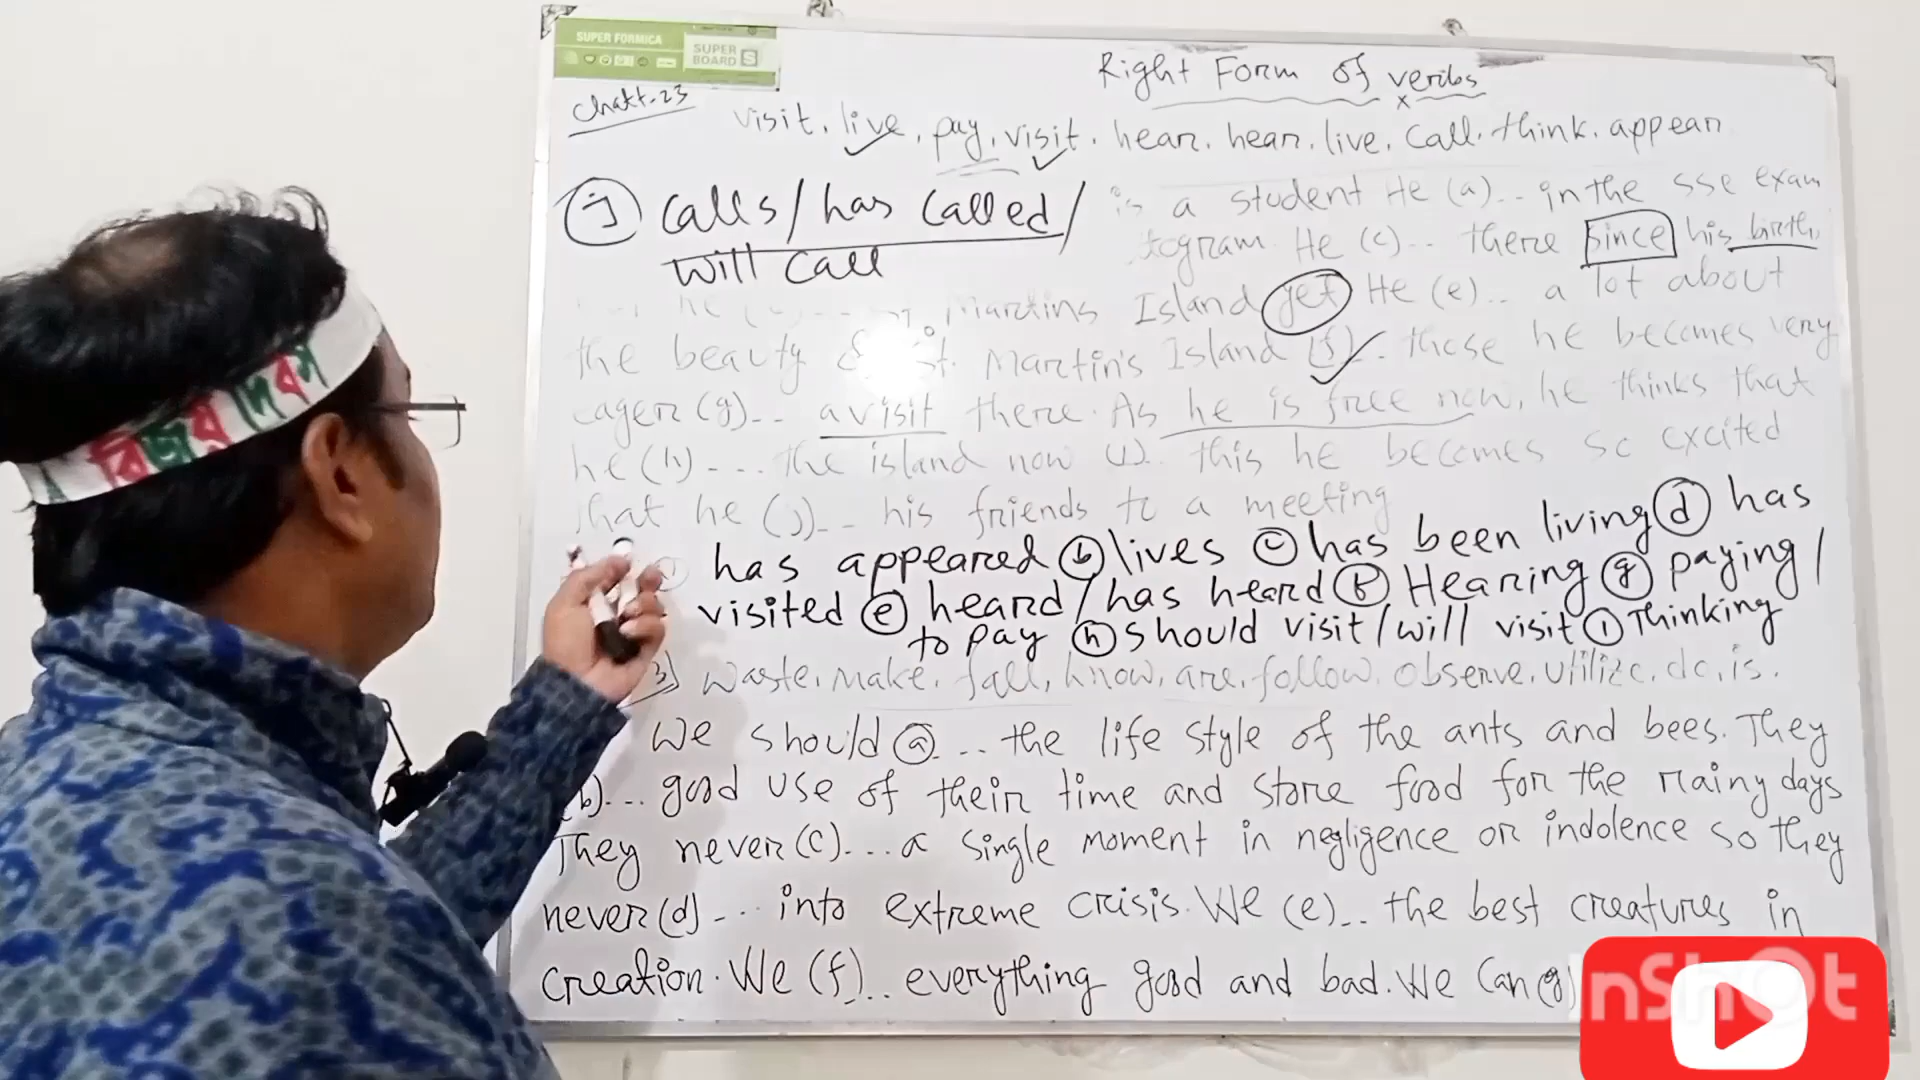 SUPER FORMICA
SUPER BOARD S
Right Form of verbs
Chatt.23
visit, live, pay, visit, hear, hear, live, call, think, appear
is a student He (a)... in the SSC exam
j calls / has called /
togram. He (c)... there since his birth,
will call
he Martins Island yet He (e)... a lot about
the beauty of St. Martin's Island (f)... these he becomes very
eager (g)... a visit there. As he is free now, he thinks that
he (h)... the island now (i)... this he becomes so excited
that he (j)... his friends to a meeting
has appeared b lives c has been living d has
visited e heard / has heard f Hearing g paying /
to pay h should visit / will visit i Thinking
3) waste, make, fall, know, are, follow, observe, utilize, do, is.
We should a ... the life style of the ants and bees. They
(b)... good use of their time and store food for the rainy days
They never (c)... a single moment in negligence or indolence so they
never (d)... into extreme crisis. We (e)... the best creatures in
creation. We (f)... everything good and bad. We can (g)
বিজয় দিবস
InShOt